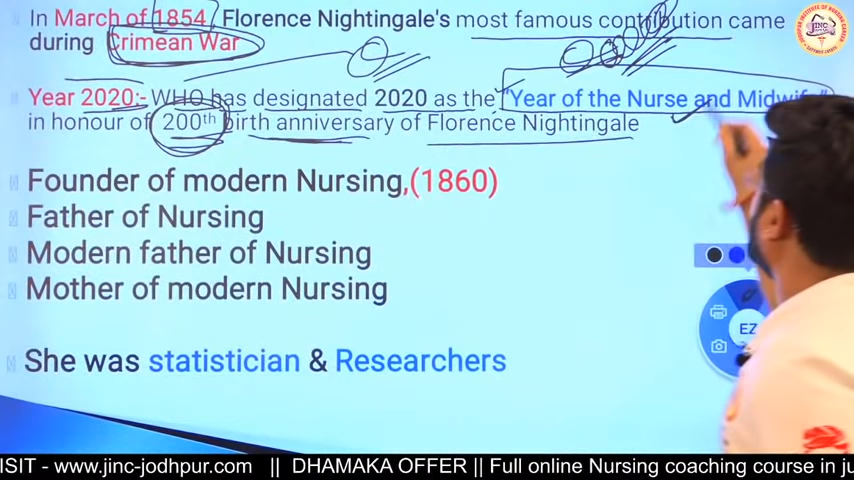 In March of 1854, Florence Nightingale's most famous contribution came
during Crimean War
Year 2020:- WHO has designated 2020 as the "Year of the Nurse and Midwife"
in honour of 200th birth anniversary of Florence Nightingale
Founder of modern Nursing,(1860)
Father of Nursing
Modern father of Nursing
Mother of modern Nursing
She was statistician & Researchers
EZ
JINC
ISIT - www.jinc-jodhpur.com || DHAMAKA OFFER || Full online Nursing coaching course in ju